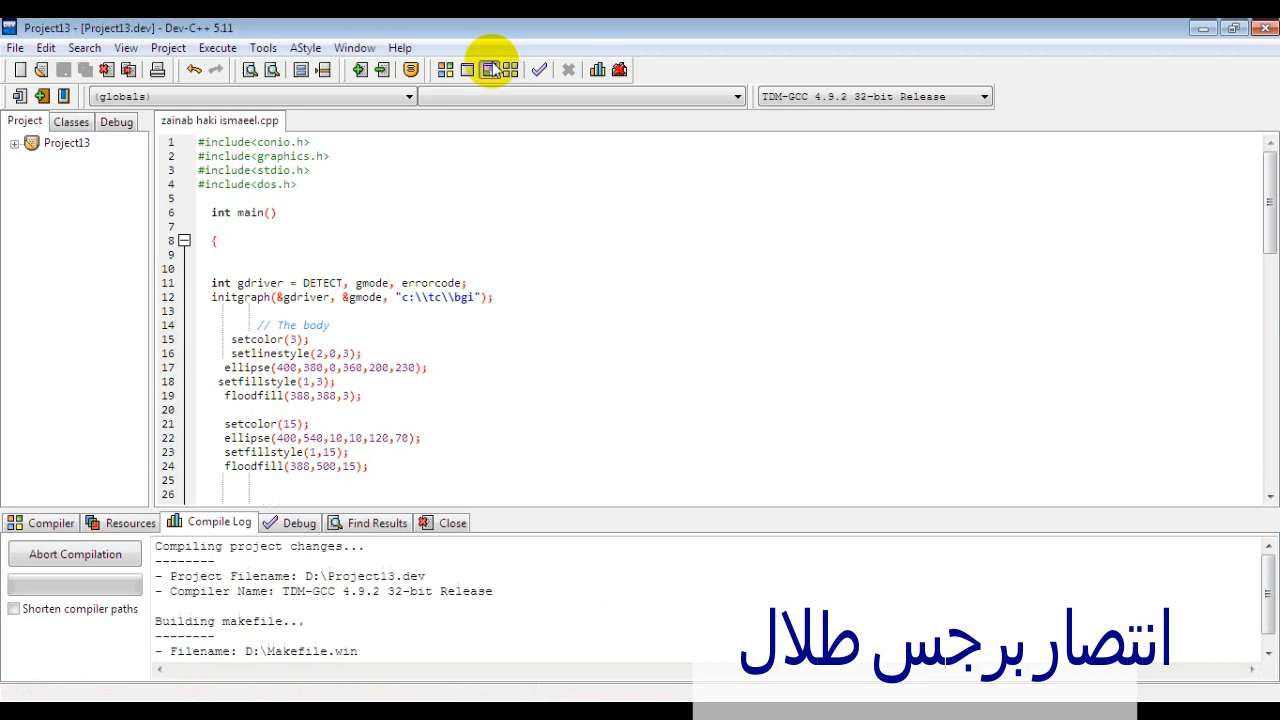 Project13 - [Project13.dev] - Dev-C++ 5.11
File Edit Search View Project Execute Tools AStyle Window Help
(globals) TDM-GCC 4.9.2 32-bit Release
Project Classes Debug zainab haki ismaeel.cpp
Project13
1 #include<conio.h>
2 #include<graphics.h>
3 #include<stdio.h>
4 #include<dos.h>
5
6 int main()
7
8 {
9
10
11 int gdriver = DETECT, gmode, errorcode;
12 initgraph(&gdriver, &gmode, "c:\\tc\\bgi");
13
14 // The body
15 setcolor(3);
16 setlinestyle(2,0,3);
17 ellipse(400,380,0,360,200,230);
18 setfillstyle(1,3);
19 floodfill(388,388,3);
20
21 setcolor(15);
22 ellipse(400,540,10,10,120,70);
23 setfillstyle(1,15);
24 floodfill(388,500,15);
25
26
Compiler Resources Compile Log Debug Find Results Close
Abort Compilation
Shorten compiler paths
Compiling project changes...
--------
- Project Filename: D:\Project13.dev
- Compiler Name: TDM-GCC 4.9.2 32-bit Release
Building makefile...
--------
- Filename: D:\Makefile.win
انتصار برجس طلال